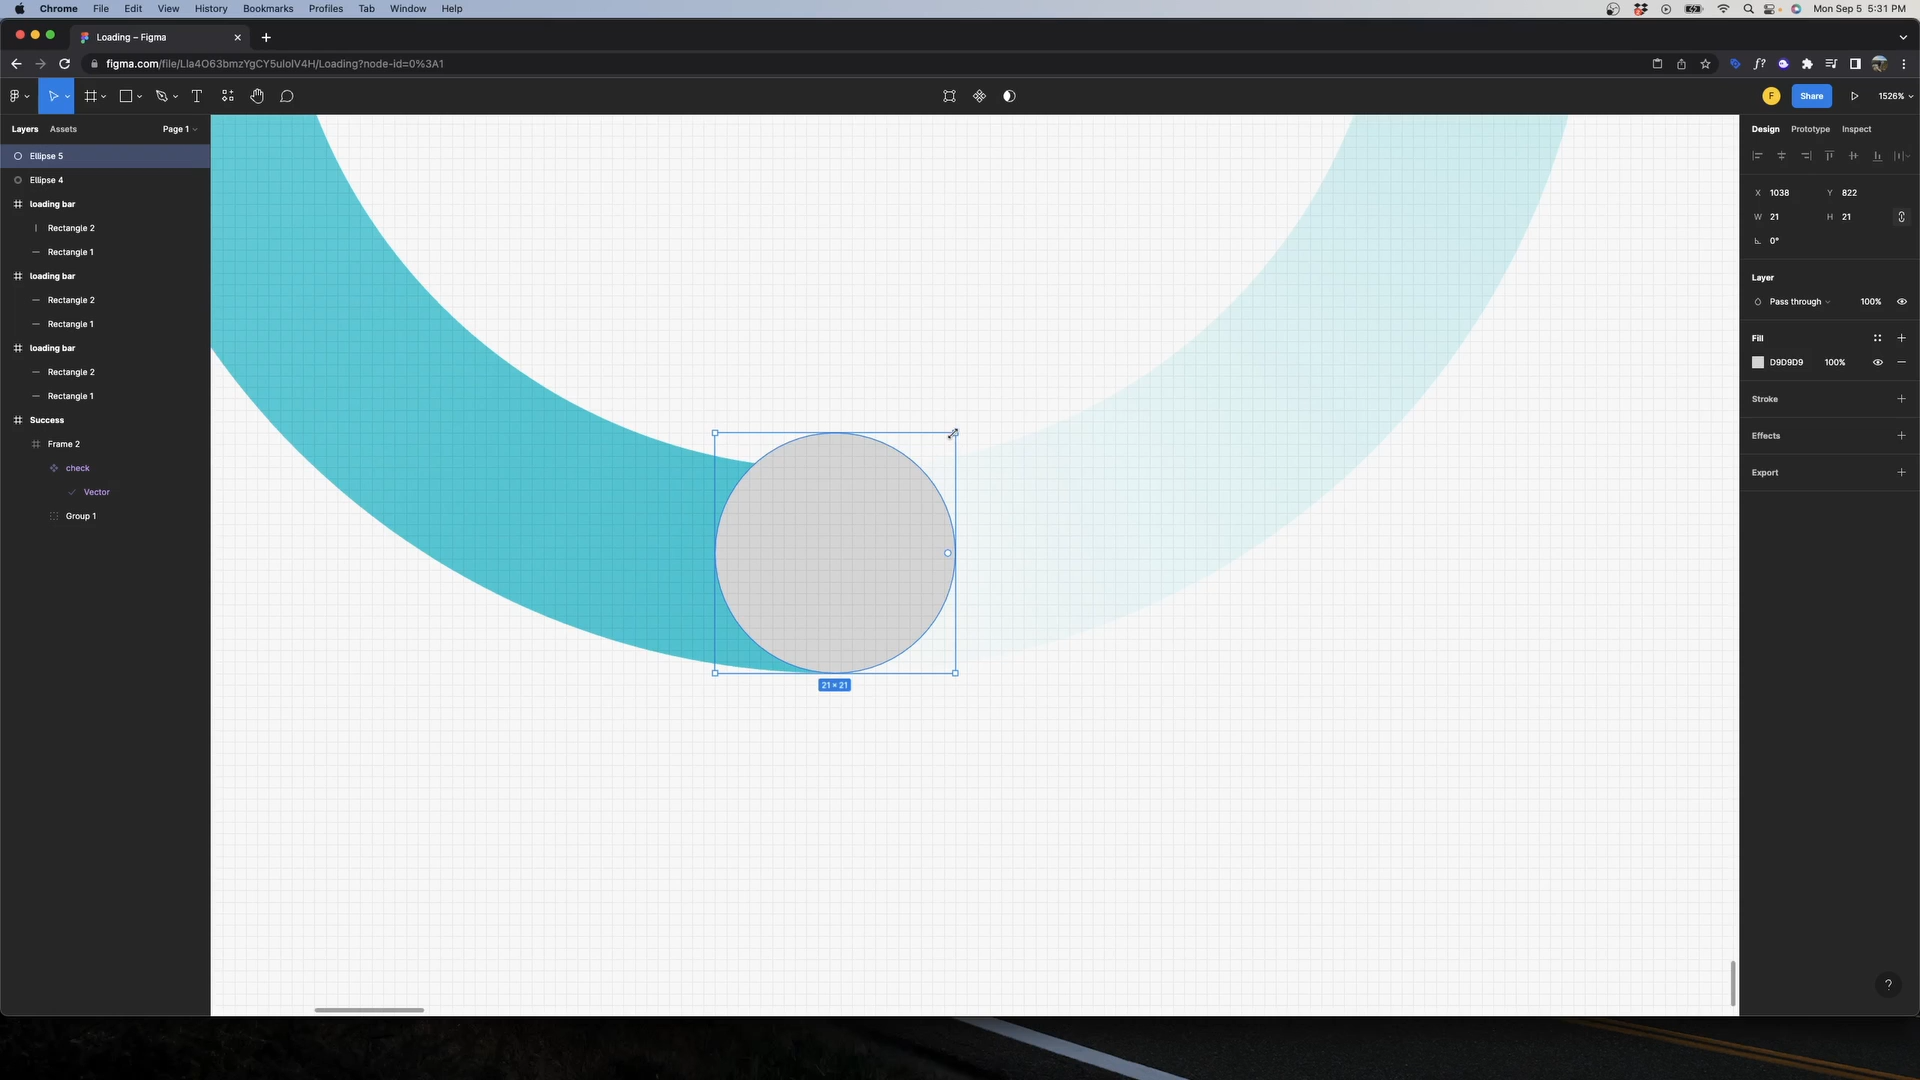 Chrome File Edit View History Bookmarks Profiles Tab Window Help Mon Sep 5 5:31 PM
Loading – Figma
figma.com/file/LIa4O63bmzYgCY5uIoIV4H/Loading?node-id=0%3A1
F Share 1526%
Layers Assets Page 1
Design Prototype Inspect
Ellipse 5
Ellipse 4
loading bar
Rectangle 2
Rectangle 1
loading bar
Rectangle 2
Rectangle 1
loading bar
Rectangle 2
Rectangle 1
Success
Frame 2
check
Vector
Group 1
21 × 21
X 1038 Y 822
W 21 H 21
0°
Layer
Pass through 100%
Fill
D9D9D9 100%
Stroke
Effects
Export
?